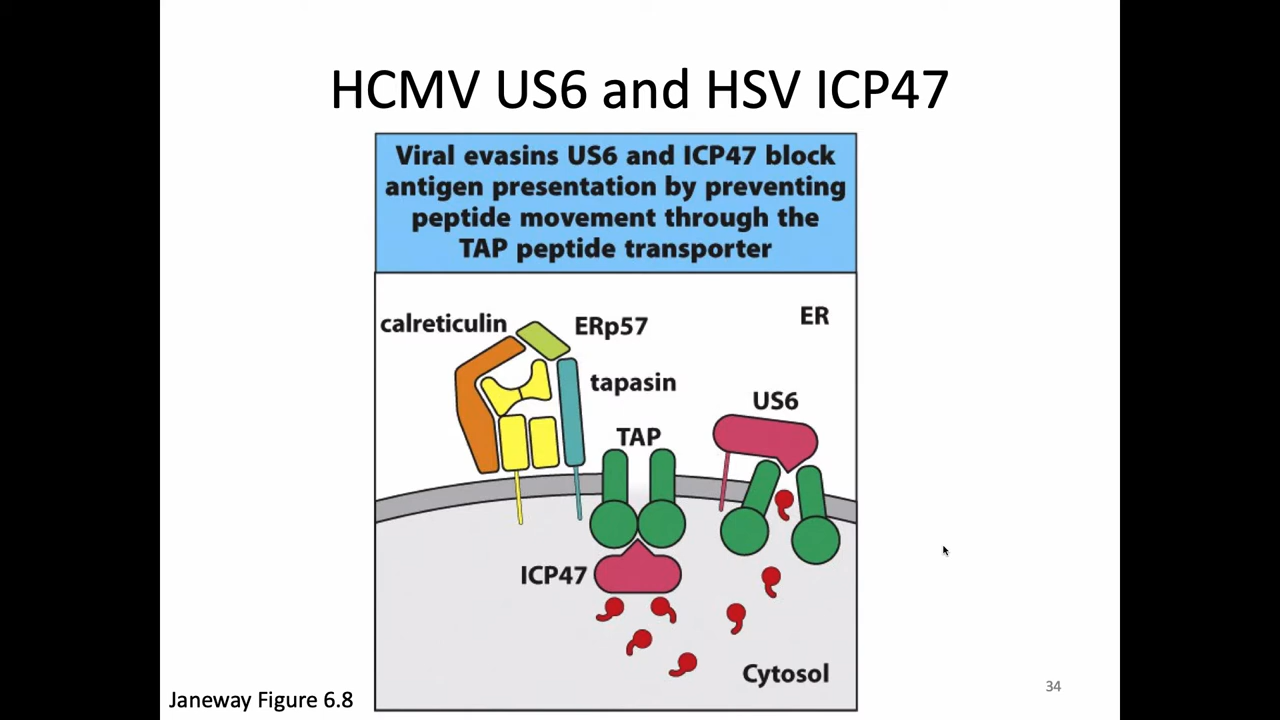 HCMV US6 and HSV ICP47
Viral evasins US6 and ICP47 block
antigen presentation by preventing
peptide movement through the
TAP peptide transporter
calreticulin
ERp57
ER
tapasin
US6
TAP
ICP47
Cytosol
Janeway Figure 6.8
34